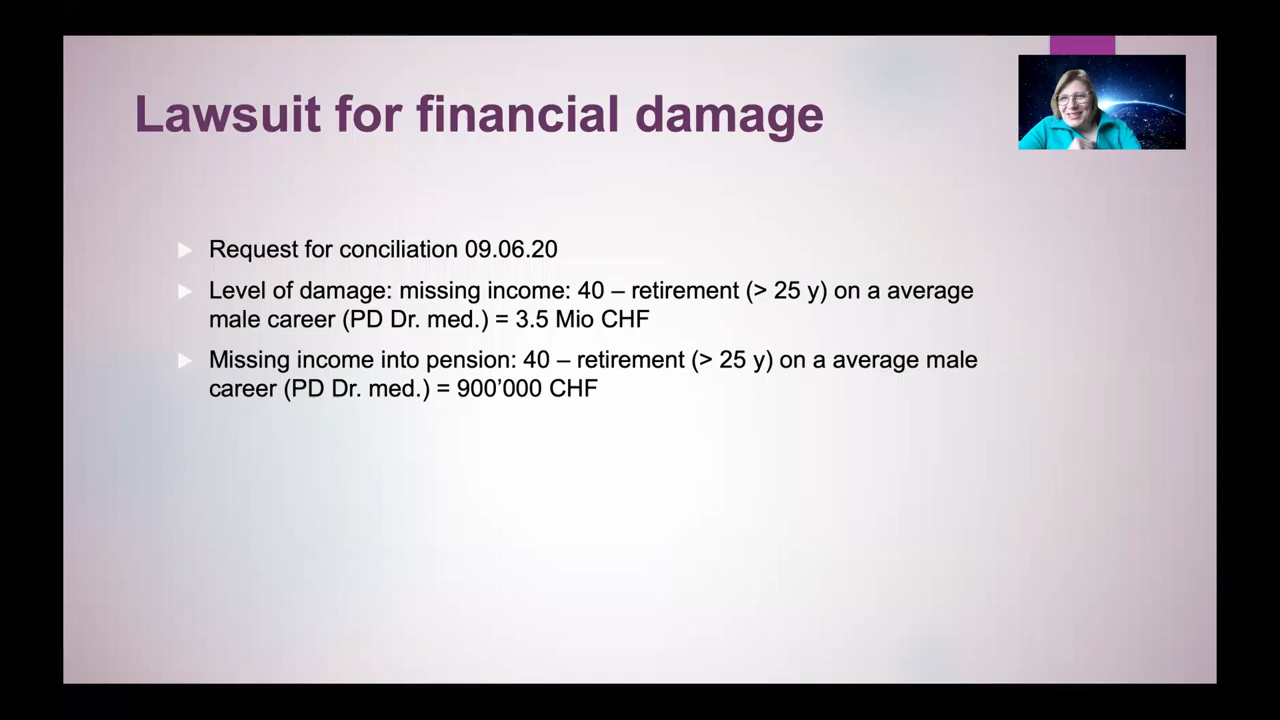 Lawsuit for financial damage
Request for conciliation 09.06.20
Level of damage: missing income: 40 – retirement (> 25 y) on a average
male career (PD Dr. med.) = 3.5 Mio CHF
Missing income into pension: 40 – retirement (> 25 y) on a average male
career (PD Dr. med.) = 900’000 CHF